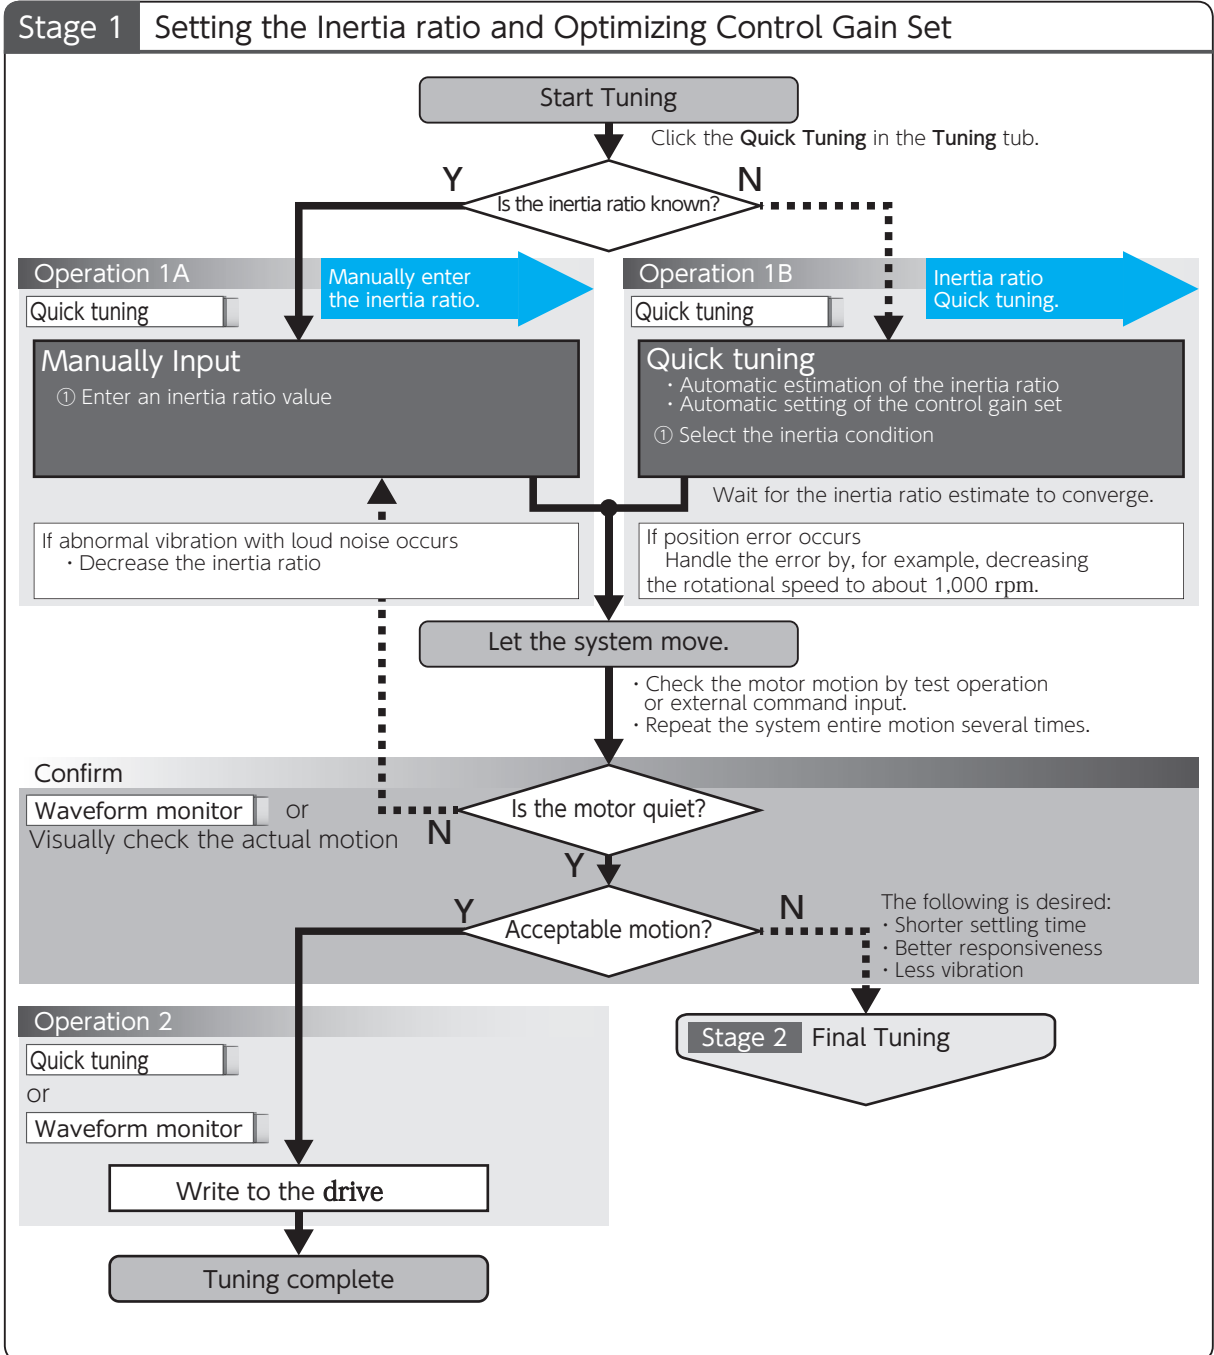 Stage 1 Setting the Inertia ratio and Optimizing Control Gain Set
Start Tuning
Click the Quick Tuning in the Tuning tub.
Y
N
Is the inertia ratio known?
Operation 1A
Manually enter
the inertia ratio.
Quick tuning
Manually Input
① Enter an inertia ratio value
Operation 1B
Inertia ratio
Quick tuning.
Quick tuning
Quick tuning
・Automatic estimation of the inertia ratio
・Automatic setting of the control gain set
① Select the inertia condition
Wait for the inertia ratio estimate to converge.
If abnormal vibration with loud noise occurs
・Decrease the inertia ratio
If position error occurs
Handle the error by, for example, decreasing
the rotational speed to about 1,000 rpm.
Let the system move.
・Check the motor motion by test operation
or external command input.
・Repeat the system entire motion several times.
Confirm
Waveform monitor or
Visually check the actual motion
Is the motor quiet?
N
Y
Acceptable motion?
Y
N
The following is desired:
・Shorter settling time
・Better responsiveness
・Less vibration
Operation 2
Quick tuning
or
Waveform monitor
Stage 2 Final Tuning
Write to the drive
Tuning complete